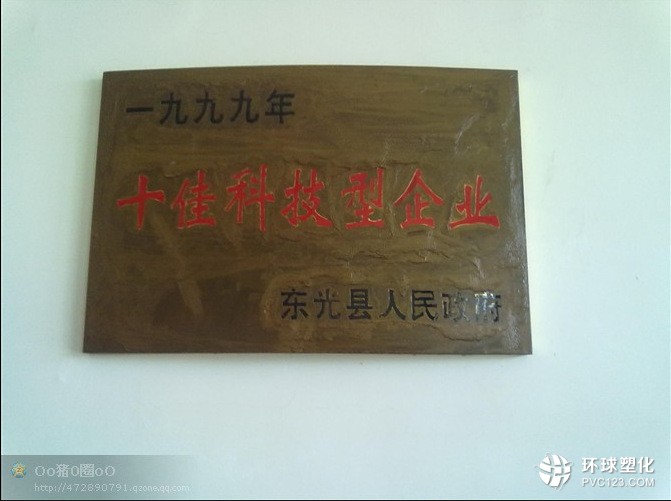 一九九九年
十佳科技型企业
东光县人民政府
Oo猪0圈oO
http://472890791.qzone.qq.com
环球塑化
PVC123.COM